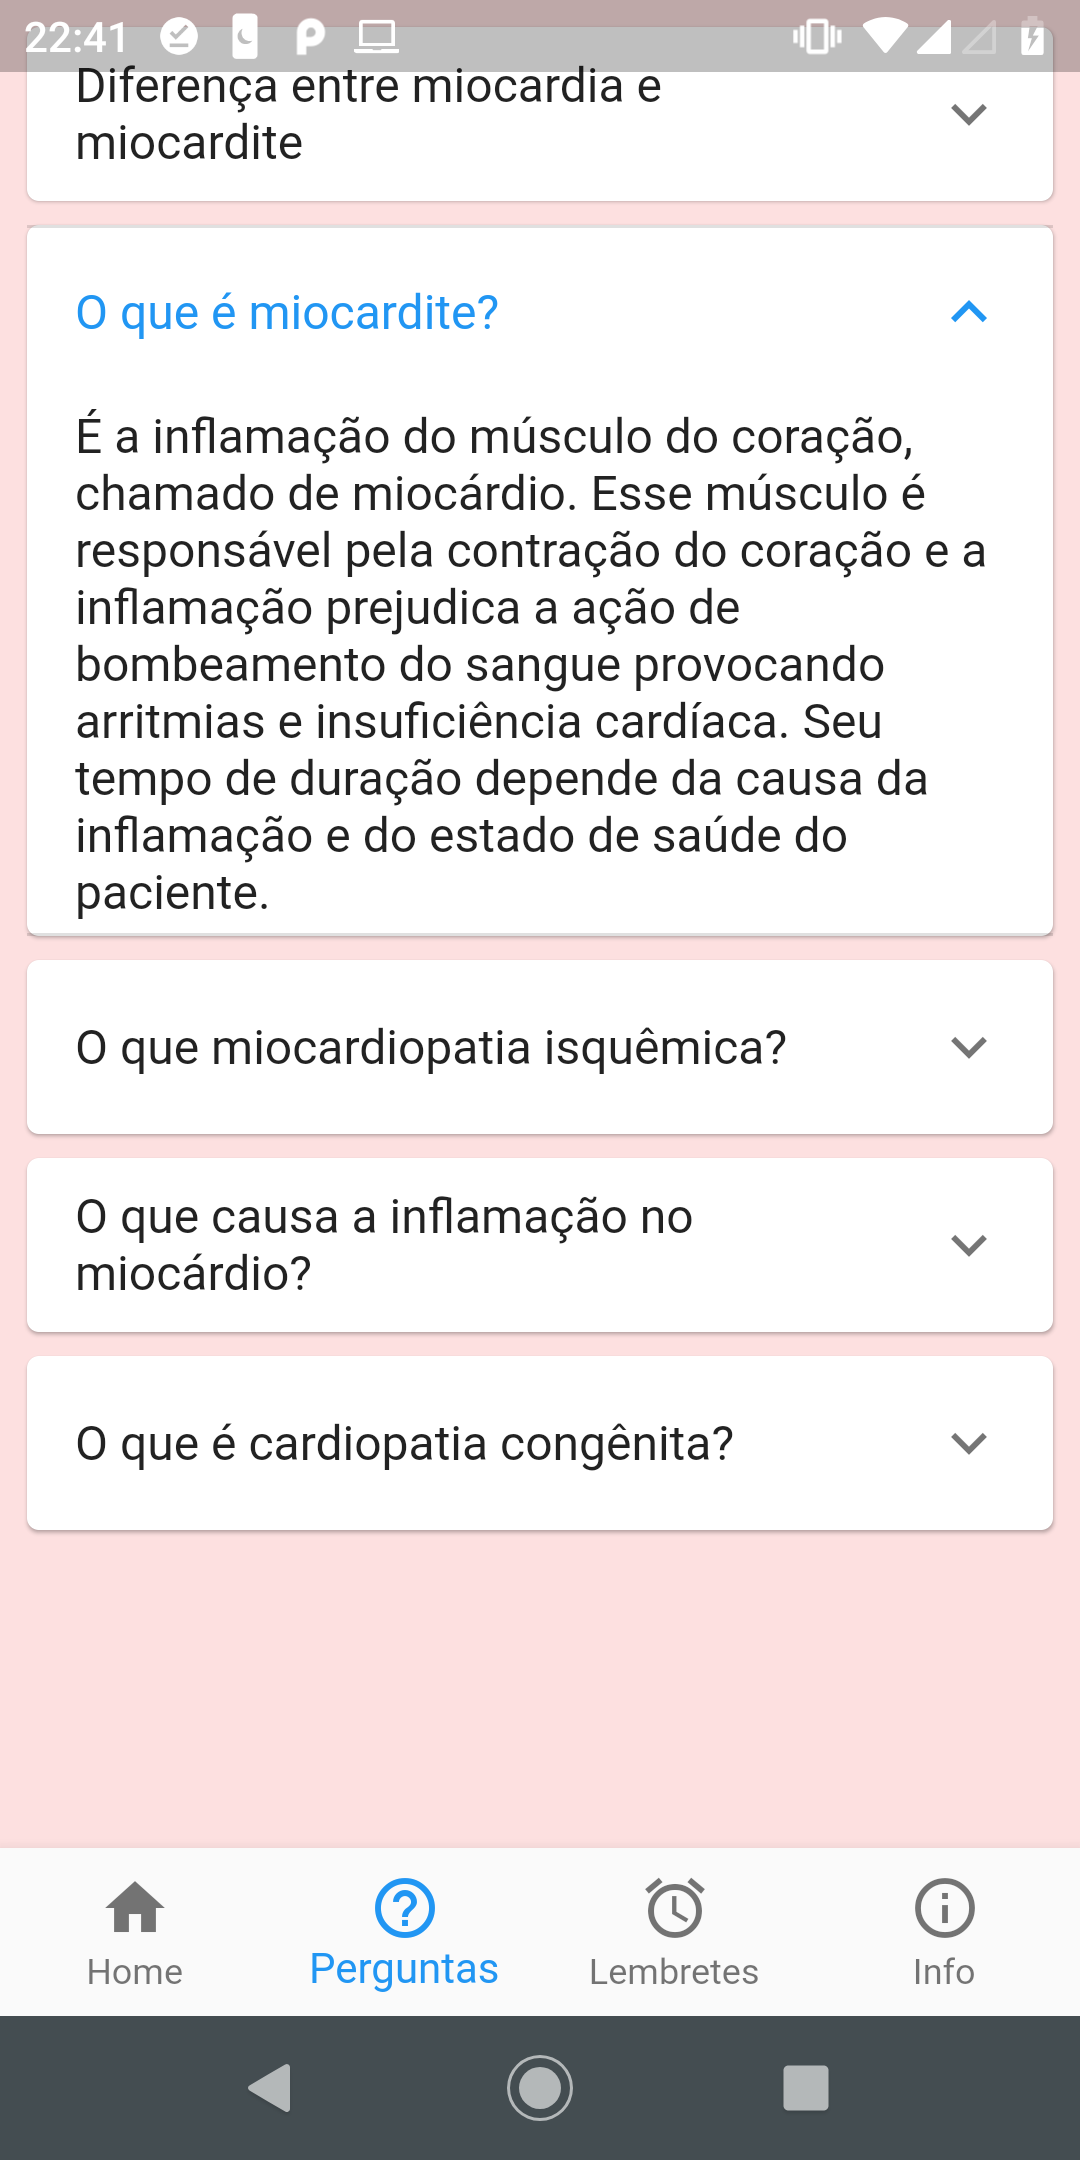 22:41
Diferença entre miocardia e
miocardite
O que é miocardite?
É a inflamação do músculo do coração,
chamado de miocárdio. Esse músculo é
responsável pela contração do coração e a
inflamação prejudica a ação de
bombeamento do sangue provocando
arritmias e insuficiência cardíaca. Seu
tempo de duração depende da causa da
inflamação e do estado de saúde do
paciente.
O que miocardiopatia isquêmica?
O que causa a inflamação no
miocárdio?
O que é cardiopatia congênita?
Home
Perguntas
Lembretes
Info